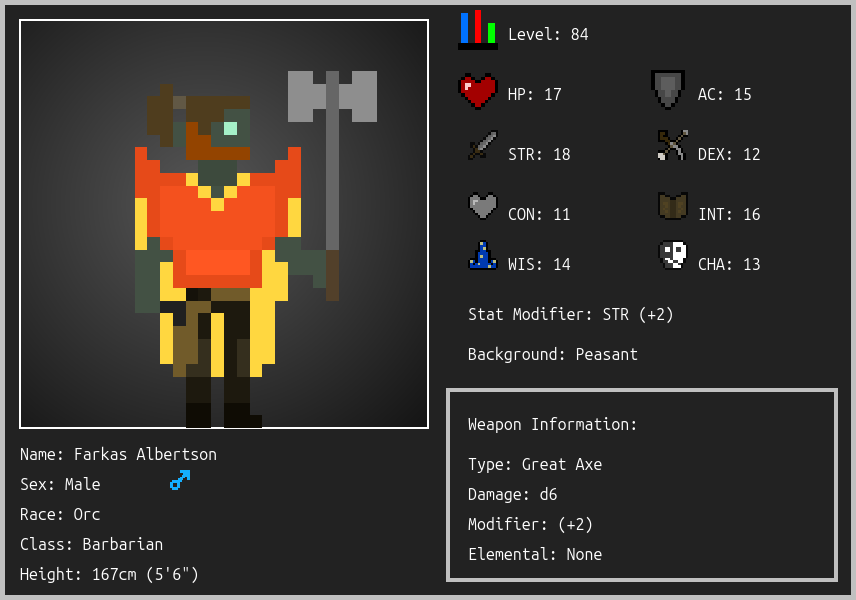 Level: 84
HP: 17
AC: 15
STR: 18
DEX: 12
CON: 11
INT: 16
WIS: 14
CHA: 13
Stat Modifier: STR (+2)
Background: Peasant
Weapon Information:
Type: Great Axe
Damage: d6
Modifier: (+2)
Elemental: None
Name: Farkas Albertson
Sex: Male
Race: Orc
Class: Barbarian
Height: 167cm (5'6")